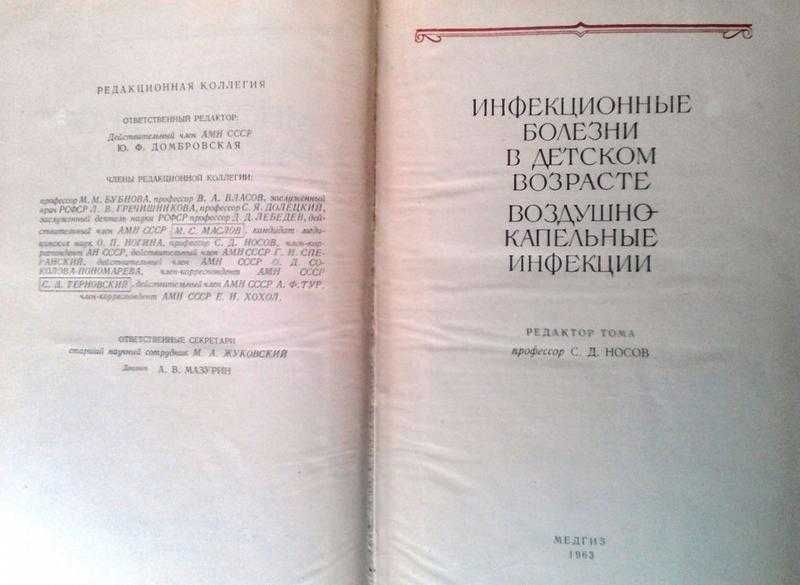 РЕДАКЦИОННАЯ КОЛЛЕГИЯ
ОТВЕТСТВЕННЫЙ РЕДАКТОР:
Действительный член АМН СССР
Ю. Ф. ДОМБРОВСКАЯ
ЧЛЕНЫ РЕДАКЦИОННОЙ КОЛЛЕГИИ:
профессор М. М. БУБНОВА, профессор В. А. ВЛАСОВ, заслуженный
врач РСФСР Л. В. ГРЕЧИШНИКОВА, профессор С. Я. ДОЛЕЦКИЙ,
заслуженный деятель науки РСФСР профессор Д. Д. ЛЕБЕДЕВ, дей-
ствительный член АМН СССР М. С. МАСЛОВ, кандидат меди-
цинских наук О. П. НОГИНА, профессор С. Д. НОСОВ, член-кор-
респондент АН СССР, действительный член АМН СССР Г. Н. СПЕ-
РАНСКИЙ, действительный член АМН СССР О. Д. СО-
КОЛОВА-ПОНОМАРЕВА, член-корреспондент АМН СССР
С. Д. ТЕРНОВСКИЙ, действительный член АМН СССР А. Ф. ТУР,
член-корреспондент АМН СССР Е. Н. ХОХОЛ.
ОТВЕТСТВЕННЫЕ СЕКРЕТАРИ
старший научный сотрудник М. А. ЖУКОВСКИЙ
Доцент А. В. МАЗУРИН
ИНФЕКЦИОННЫЕ
БОЛЕЗНИ
В ДЕТСКОМ
ВОЗРАСТЕ
ВОЗДУШНО-
КАПЕЛЬНЫЕ
ИНФЕКЦИИ
РЕДАКТОР ТОМА
профессор С. Д. НОСОВ
МЕДГИЗ
1963